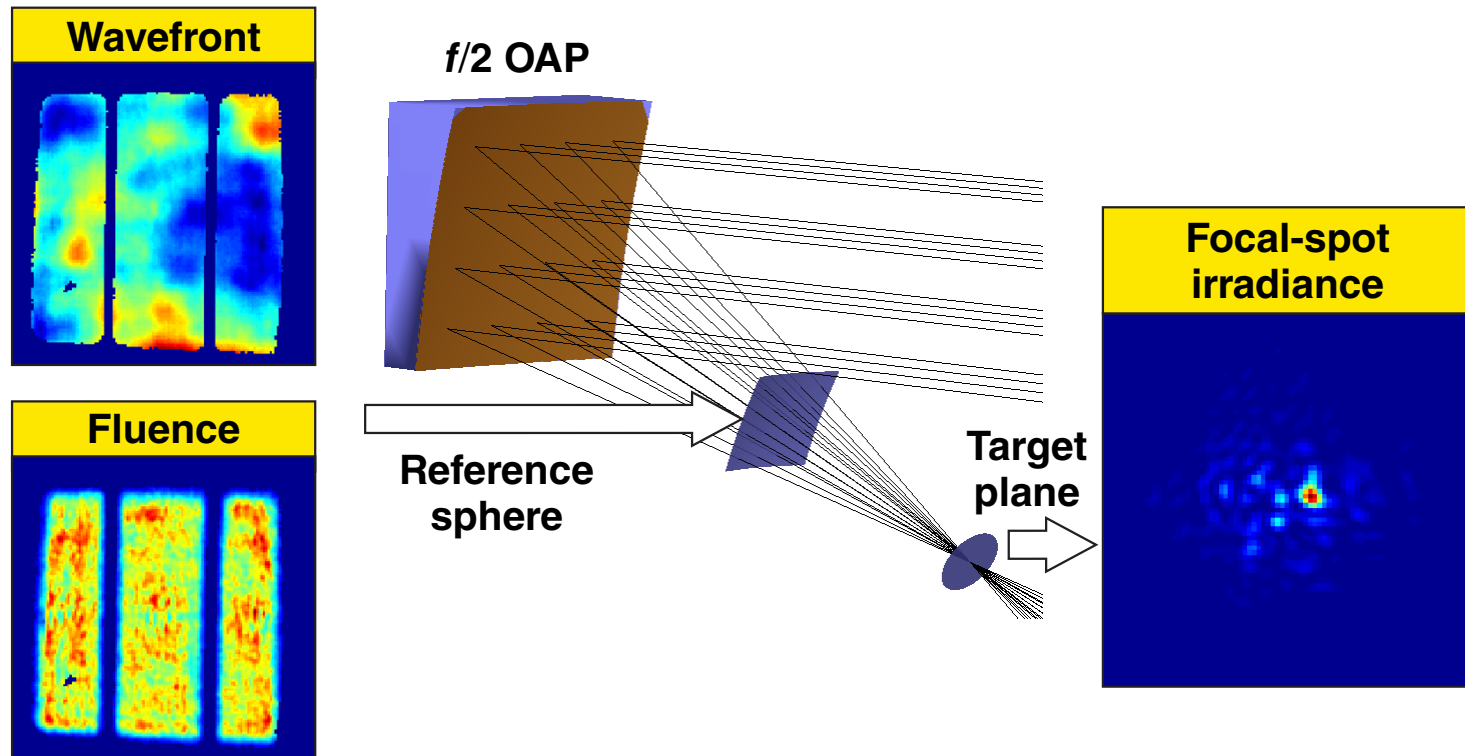 Wavefront
f/2 OAP
Focal-spot
irradiance
Fluence
Reference
sphere
Target
plane